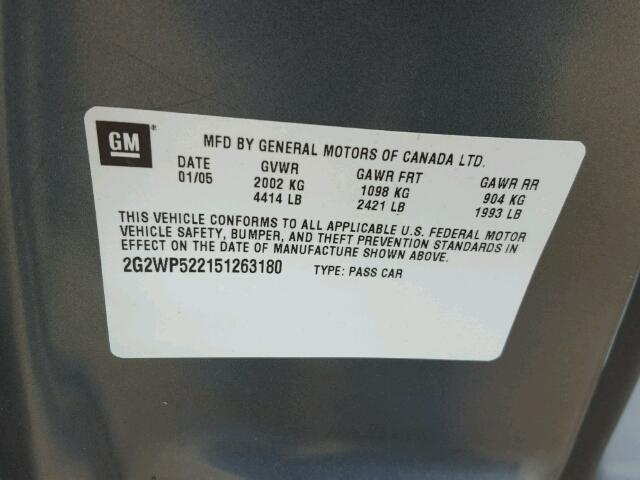 GM®
MFD BY GENERAL MOTORS OF CANADA LTD.
DATE GVWR GAWR FRT GAWR RR
01/05 2002 KG 1098 KG 904 KG
4414 LB 2421 LB 1993 LB
THIS VEHICLE CONFORMS TO ALL APPLICABLE U.S. FEDERAL MOTOR
VEHICLE SAFETY, BUMPER, AND THEFT PREVENTION STANDARDS IN
EFFECT ON THE DATE OF MANUFACTURE SHOWN ABOVE.
2G2WP522151263180 TYPE: PASS CAR